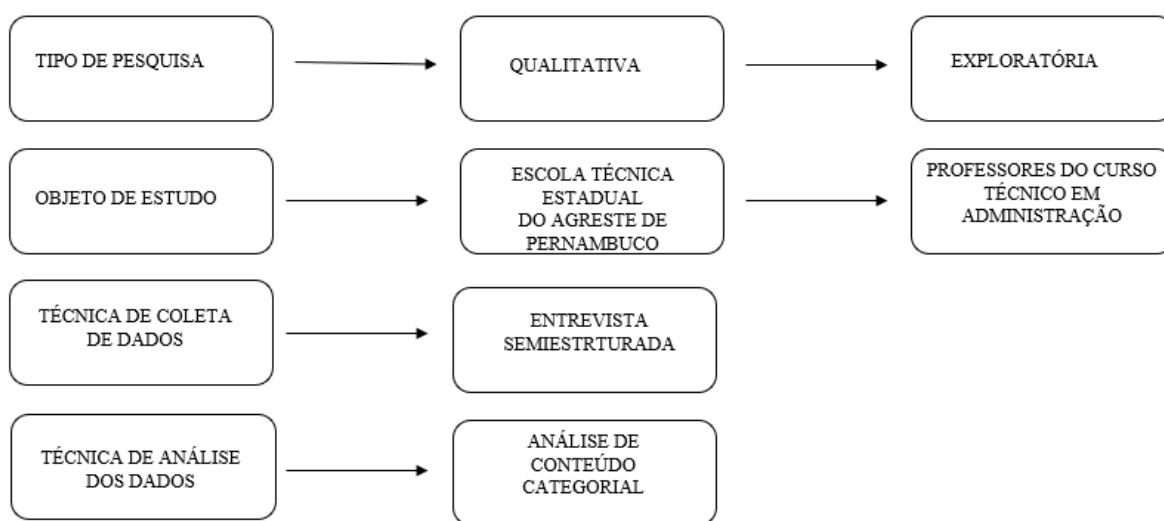 TIPO DE PESQUISA
QUALITATIVA
EXPLORATÓRIA
OBJETO DE ESTUDO
ESCOLA TÉCNICA
ESTADUAL
DO AGRESTE DE
PERNAMBUCO
PROFESSORES DO CURSO
TÉCNICO EM
ADMINISTRAÇÃO
TÉCNICA DE COLETA
DE DADOS
ENTREVISTA
SEMIESTRTURADA
TÉCNICA DE ANÁLISE
DOS DADOS
ANÁLISE DE
CONTEÚDO
CATEGORIAL